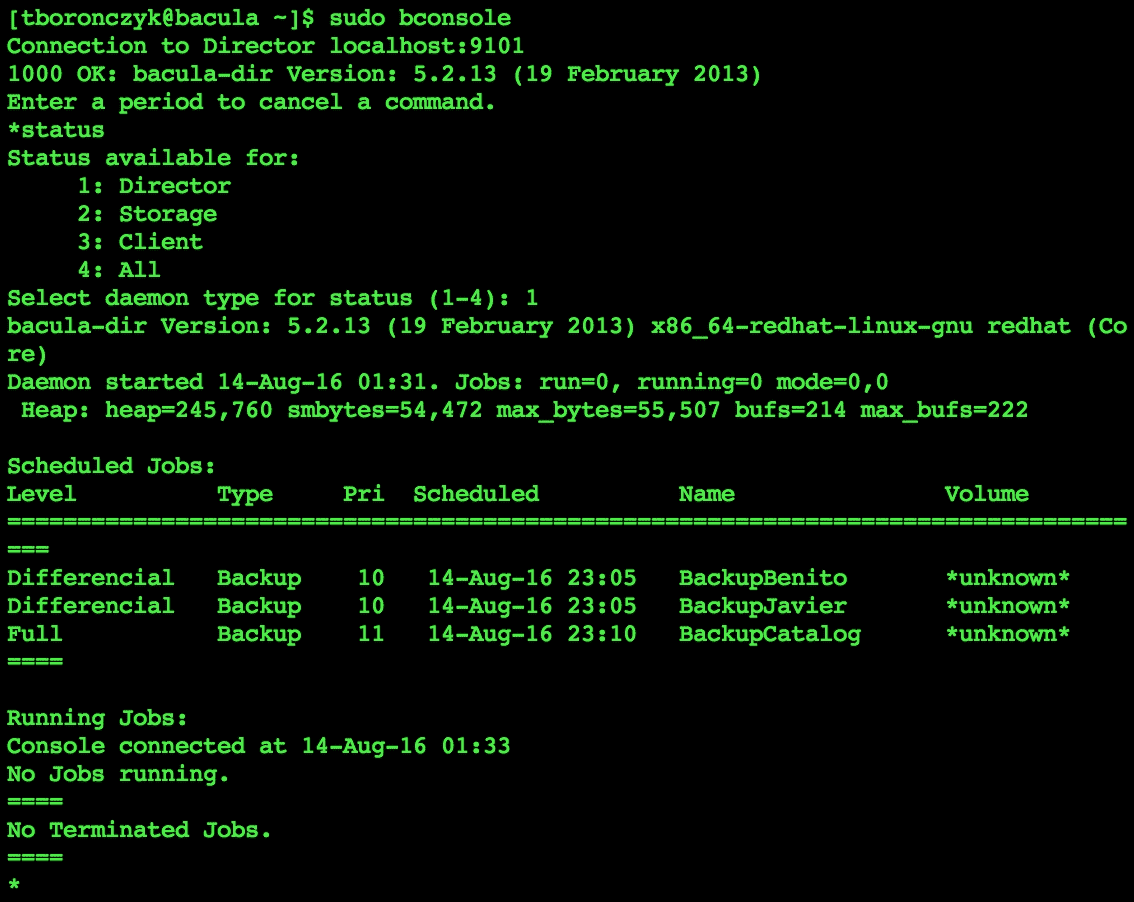 [tboronczyk@bacula ~]$ sudo bconsole
Connection to Director localhost:9101
1000 OK: bacula-dir Version: 5.2.13 (19 February 2013)
Enter a period to cancel a command.
*status
Status available for:
     1: Director
     2: Storage
     3: Client
     4: All
Select daemon type for status (1-4): 1
bacula-dir Version: 5.2.13 (19 February 2013) x86_64-redhat-linux-gnu redhat (Co
re)
Daemon started 14-Aug-16 01:31. Jobs: run=0, running=0 mode=0,0
 Heap: heap=245,760 smbytes=54,472 max_bytes=55,507 bufs=214 max_bufs=222

Scheduled Jobs:
Level          Type     Pri  Scheduled          Name               Volume
================================================================================
===
Differencial   Backup    10   14-Aug-16 23:05   BackupBenito       *unknown*
Differencial   Backup    10   14-Aug-16 23:05   BackupJavier       *unknown*
Full           Backup    11   14-Aug-16 23:10   BackupCatalog      *unknown*
====

Running Jobs:
Console connected at 14-Aug-16 01:33
No Jobs running.
====
No Terminated Jobs.
====
*